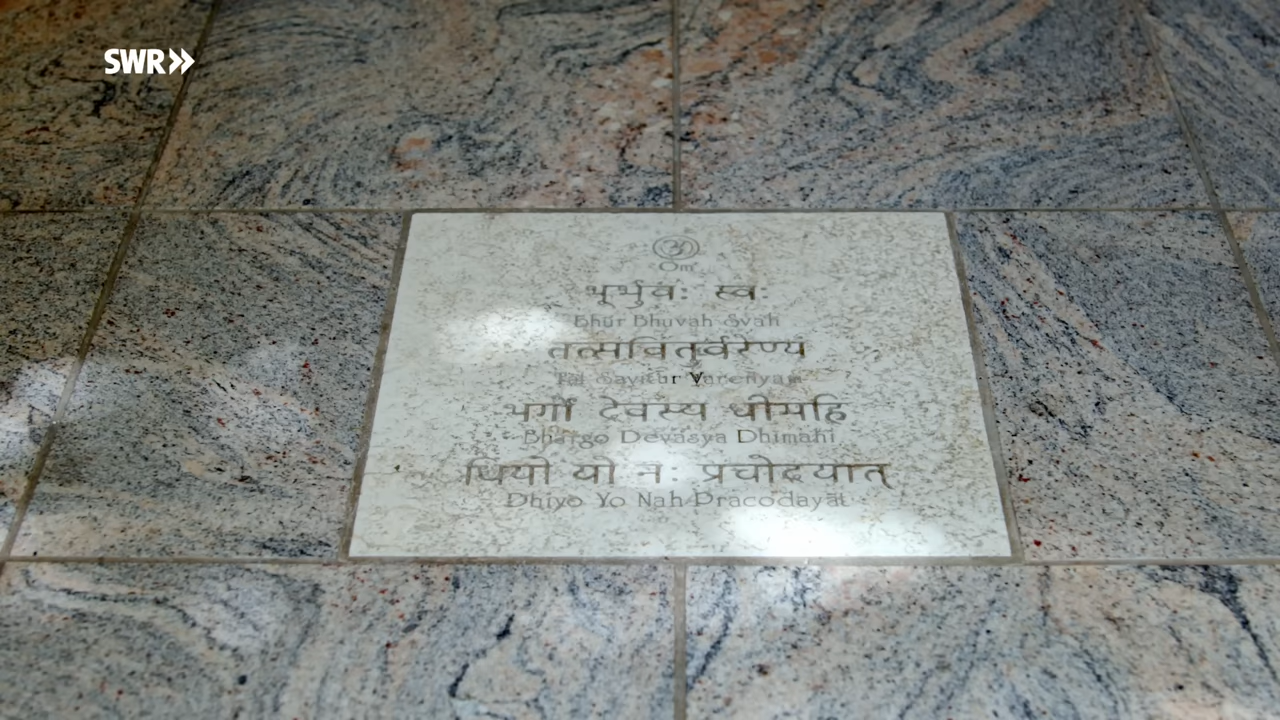 SWR
ॐ
Om
भूर्भुवः स्वः
Bhur Bhuvah Svah
तत्सवितुर्वरेण्य
Tat Savitur Varenyam
भर्गो देवस्य धीमहि
Bhargo Devasya Dhimahi
धियो यो नः प्रचोदयात्
Dhiyo Yo Nah Pracodayat